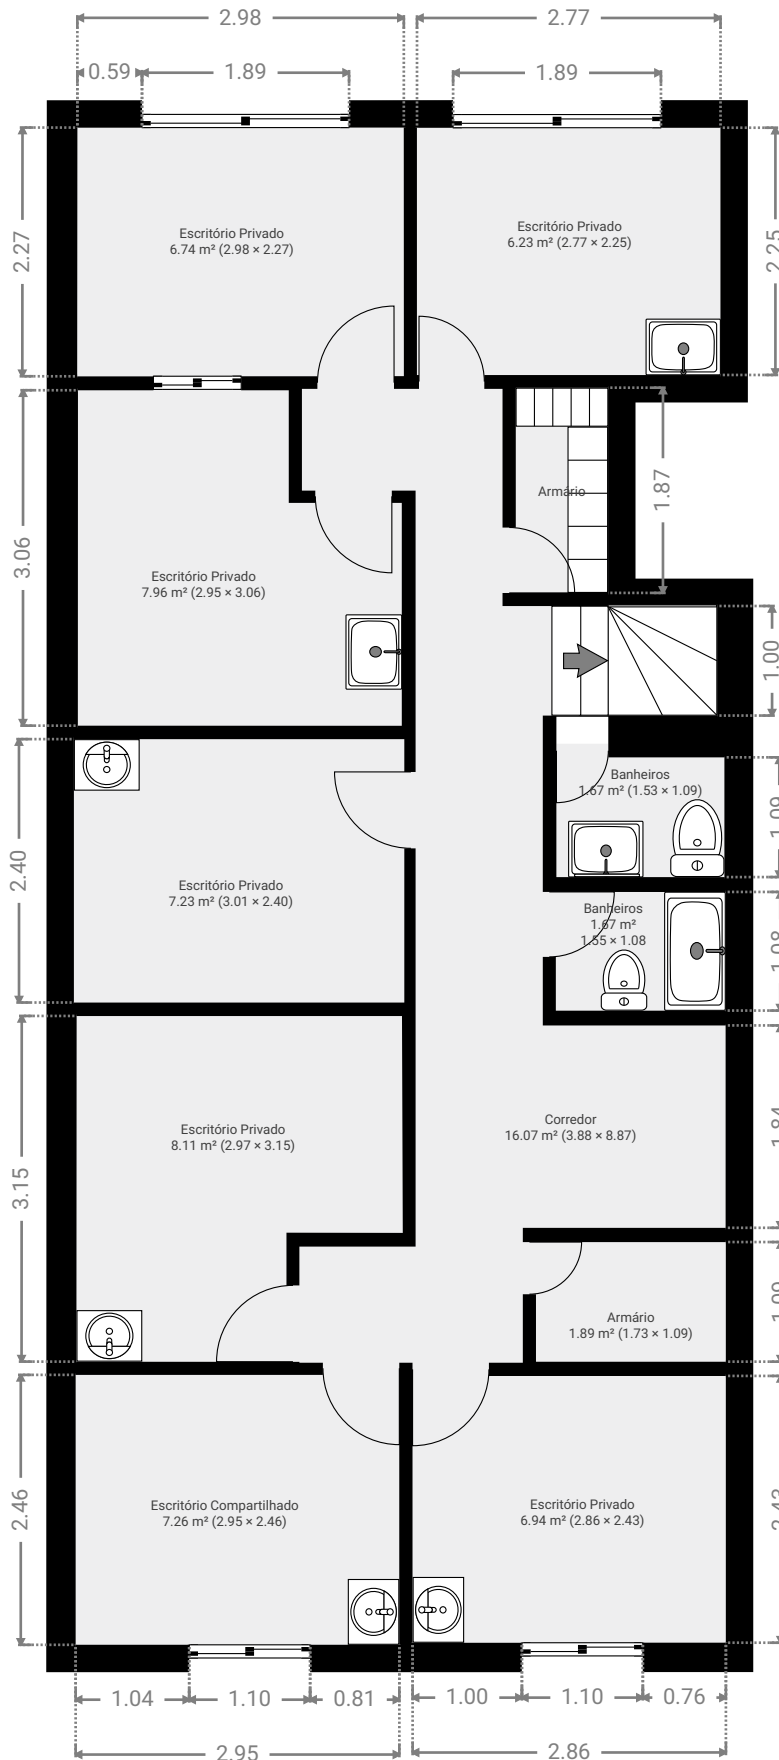 2.98
2.77
0.59
1.89
1.89
2.27
2.25
Escritório Privado
6.74 m² (2.98 × 2.27)
Escritório Privado
6.23 m² (2.77 × 2.25)
3.06
1.87
Armário
Escritório Privado
7.96 m² (2.95 × 3.06)
1.00
Banheiros
1.67 m² (1.53 × 1.09)
1.09
2.40
Escritório Privado
7.23 m² (3.01 × 2.40)
Banheiros
1.67 m²
1.55 × 1.08
1.08
Corredor
16.07 m² (3.88 × 8.87)
1.84
Escritório Privado
8.11 m² (2.97 × 3.15)
3.15
1.09
Armário
1.89 m² (1.73 × 1.09)
2.46
Escritório Compartilhado
7.26 m² (2.95 × 2.46)
Escritório Privado
6.94 m² (2.86 × 2.43)
2.43
1.04
1.10
0.81
1.00
1.10
0.76
2.95
2.86